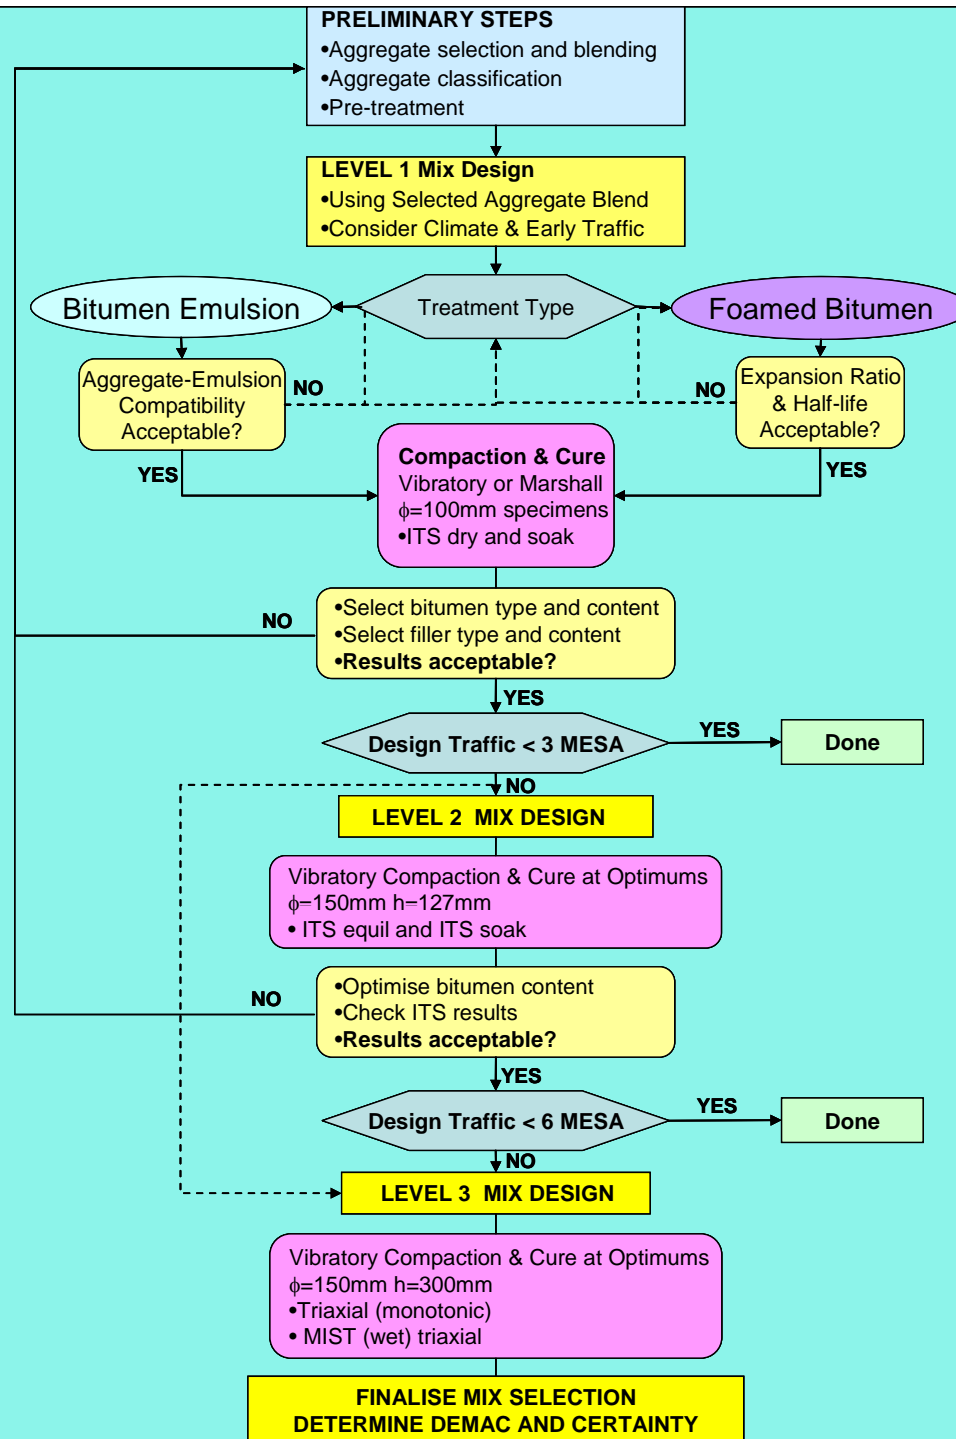 PRELIMINARY STEPS
•Aggregate selection and blending
•Aggregate classification
•Pre-treatment
LEVEL 1 Mix Design
•Using Selected Aggregate Blend
•Consider Climate & Early Traffic
Bitumen Emulsion
Treatment Type
Foamed Bitumen
Aggregate-Emulsion
Compatibility
Acceptable?
NO
NO
Expansion Ratio
& Half-life
Acceptable?
YES
YES
Compaction & Cure
Vibratory or Marshall
ϕ=100mm specimens
•ITS dry and soak
NO
•Select bitumen type and content
•Select filler type and content
•Results acceptable?
YES
Design Traffic < 3 MESA
YES
Done
NO
LEVEL 2 MIX DESIGN
Vibratory Compaction & Cure at Optimums
ϕ=150mm h=127mm
• ITS equil and ITS soak
NO
•Optimise bitumen content
•Check ITS results
•Results acceptable?
YES
Design Traffic < 6 MESA
YES
Done
NO
LEVEL 3 MIX DESIGN
Vibratory Compaction & Cure at Optimums
ϕ=150mm h=300mm
•Triaxial (monotonic)
• MIST (wet) triaxial
FINALISE MIX SELECTION
DETERMINE DEMAC AND CERTAINTY